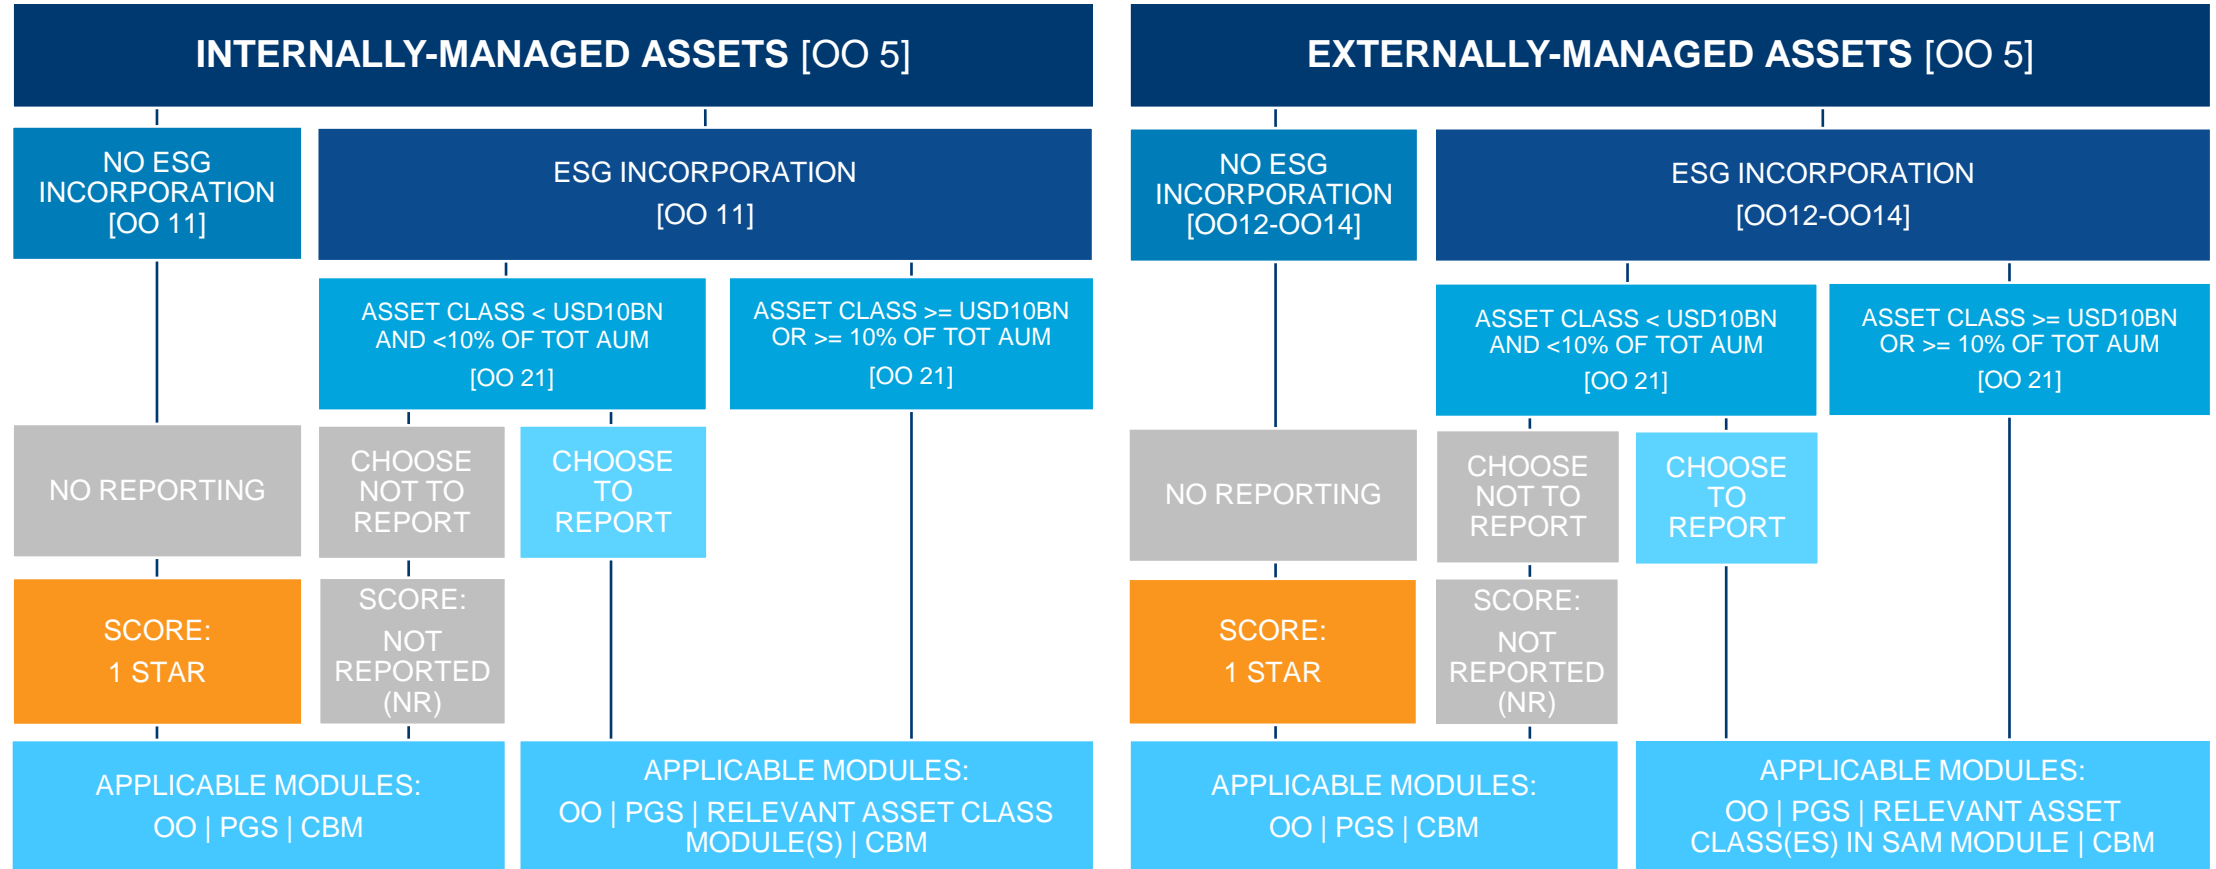 INTERNALLY-MANAGED ASSETS [OO 5]
NO ESG
INCORPORATION
[OO 11]
ESG INCORPORATION
[OO 11]
ASSET CLASS < USD10BN
AND <10% OF TOT AUM
[OO 21]
ASSET CLASS >= USD10BN
OR >= 10% OF TOT AUM
[OO 21]
NO REPORTING
CHOOSE
NOT TO
REPORT
CHOOSE
TO
REPORT
SCORE:
1 STAR
SCORE:
NOT
REPORTED
(NR)
APPLICABLE MODULES:
OO | PGS | CBM
APPLICABLE MODULES:
OO | PGS | RELEVANT ASSET CLASS
MODULE(S) | CBM
EXTERNALLY-MANAGED ASSETS [OO 5]
NO ESG
INCORPORATION
[OO12-OO14]
ESG INCORPORATION
[OO12-OO14]
ASSET CLASS < USD10BN
AND <10% OF TOT AUM
[OO 21]
ASSET CLASS >= USD10BN
OR >= 10% OF TOT AUM
[OO 21]
NO REPORTING
CHOOSE
NOT TO
REPORT
CHOOSE
TO
REPORT
SCORE:
1 STAR
SCORE:
NOT
REPORTED
(NR)
APPLICABLE MODULES:
OO | PGS | CBM
APPLICABLE MODULES:
OO | PGS | RELEVANT ASSET
CLASS(ES) IN SAM MODULE | CBM